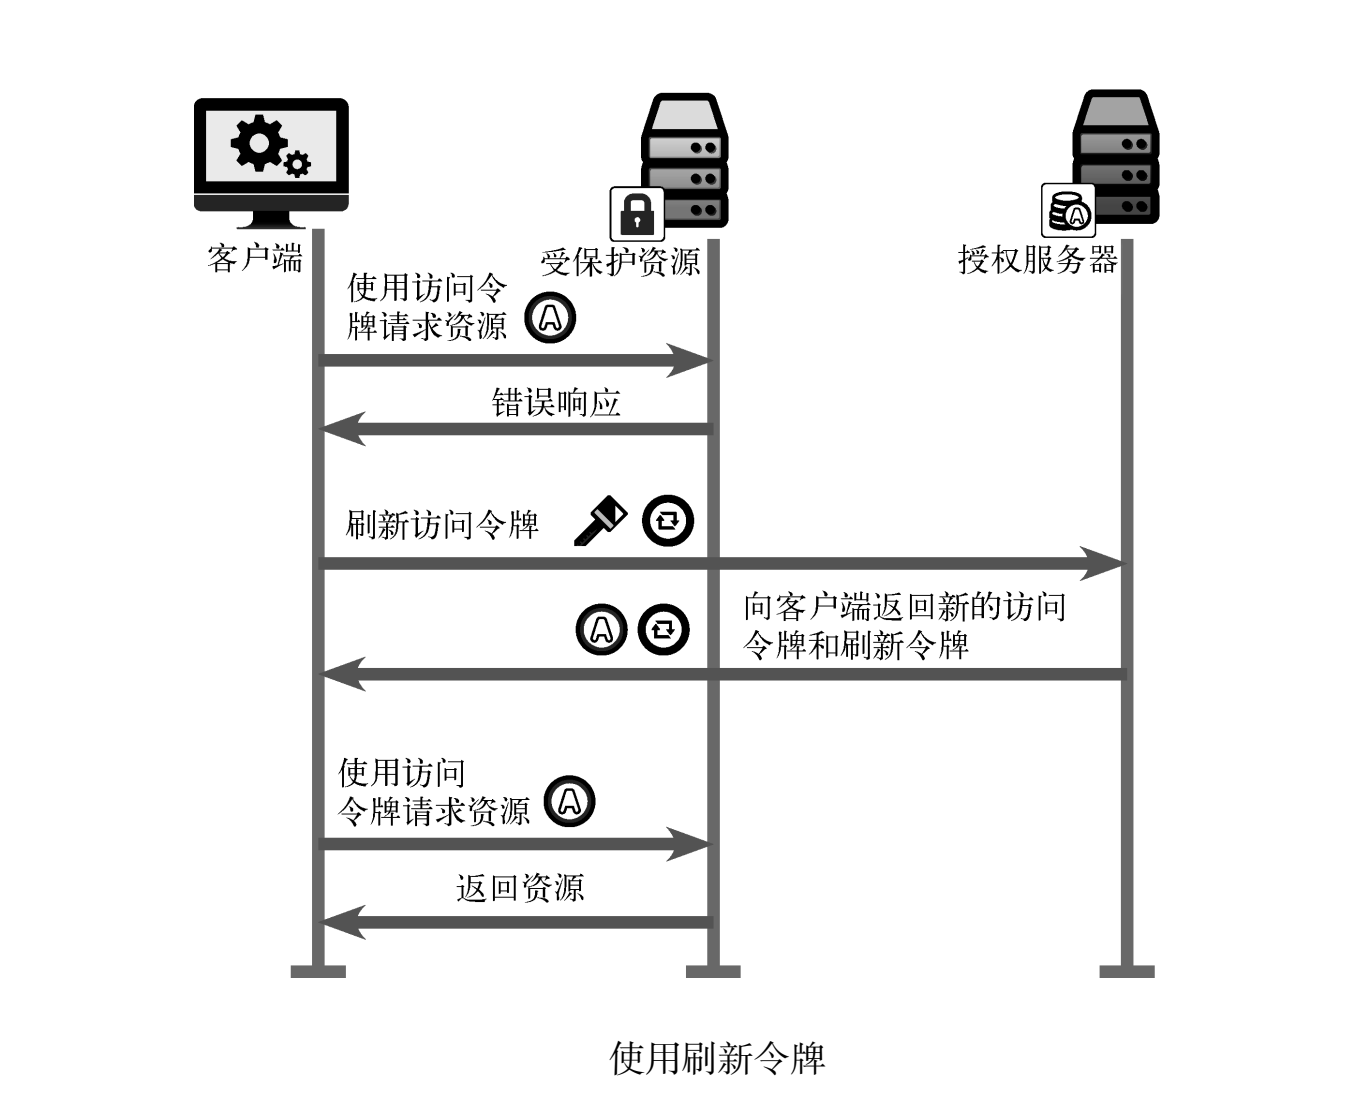 客户端
受保护资源
授权服务器
使用访问令
牌请求资源
A
错误响应
刷新访问令牌
A
向客户端返回新的访问
令牌和刷新令牌
使用访问
令牌请求资源
A
返回资源
使用刷新令牌